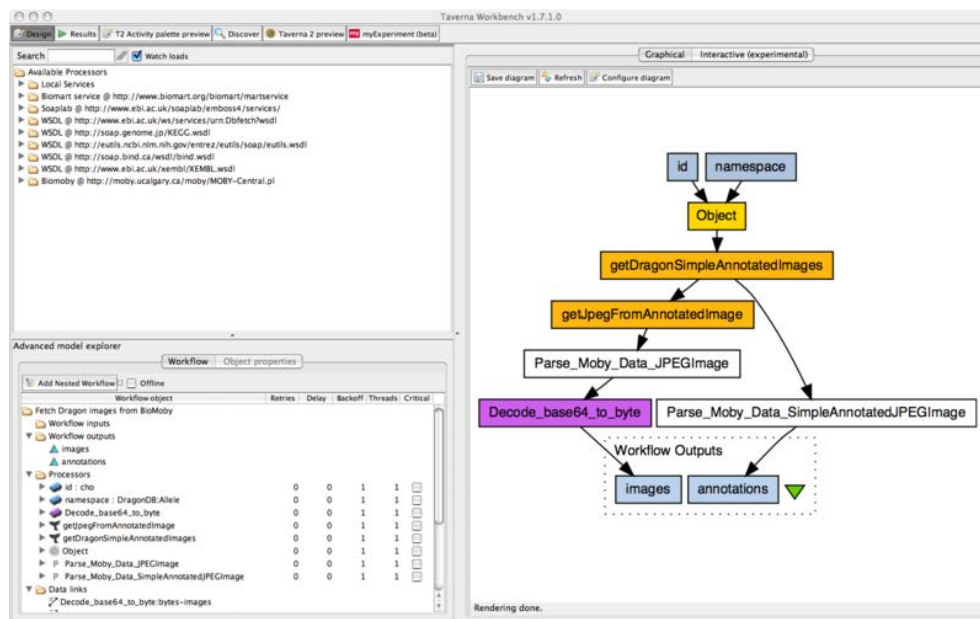 Taverna Workbench v1.7.1.0
Design Results T2 Activity palette preview Discover Taverna 2 preview my myExperiment (beta)
Search Watch loads
Available Processors
Local Services
Biomart service @ http://www.biomart.org/biomart/martservice
Soaplab @ http://www.ebi.ac.uk/soaplab/emboss4/services/
WSDL @ http://www.ebi.ac.uk/ws/services/urn:Dbfetch?wsdl
WSDL @ http://soap.genome.jp/KEGG.wsdl
WSDL @ http://eutils.ncbi.nlm.nih.gov/entrez/eutils/soap/eutils.wsdl
WSDL @ http://soap.bind.ca/wsdl/bind.wsdl
WSDL @ http://www.ebi.ac.uk/xembl/XEMBL.wsdl
Biomoby @ http://moby.ucalgary.ca/moby/MOBY-Central.pl
Advanced model explorer
Workflow Object properties
Add Nested Workflow Offline
Workflow object Retries Delay Backoff Threads Critical
Fetch Dragon images from BioMoby
Workflow inputs
Workflow outputs
images
annotations
Processors
id : cho 0 0 1 1
namespace : DragonDB:Allele 0 0 1 1
Decode_base64_to_byte 0 0 1 1
getJpegFromAnnotatedImage 0 0 1 1
getDragonSimpleAnnotatedImages 0 0 1 1
Object 0 0 1 1
P Parse_Moby_Data_JPEGImage 0 0 1 1
P Parse_Moby_Data_SimpleAnnotatedJPEGImage 0 0 1 1
Data links
Decode_base64_to_byte:bytes-images
Graphical Interactive (experimental)
Save diagram Refresh Configure diagram
id namespace
Object
getDragonSimpleAnnotatedImages
getJpegFromAnnotatedImage
Parse_Moby_Data_JPEGImage
Decode_base64_to_byte Parse_Moby_Data_SimpleAnnotatedJPEGImage
Workflow Outputs
images annotations
Rendering done.